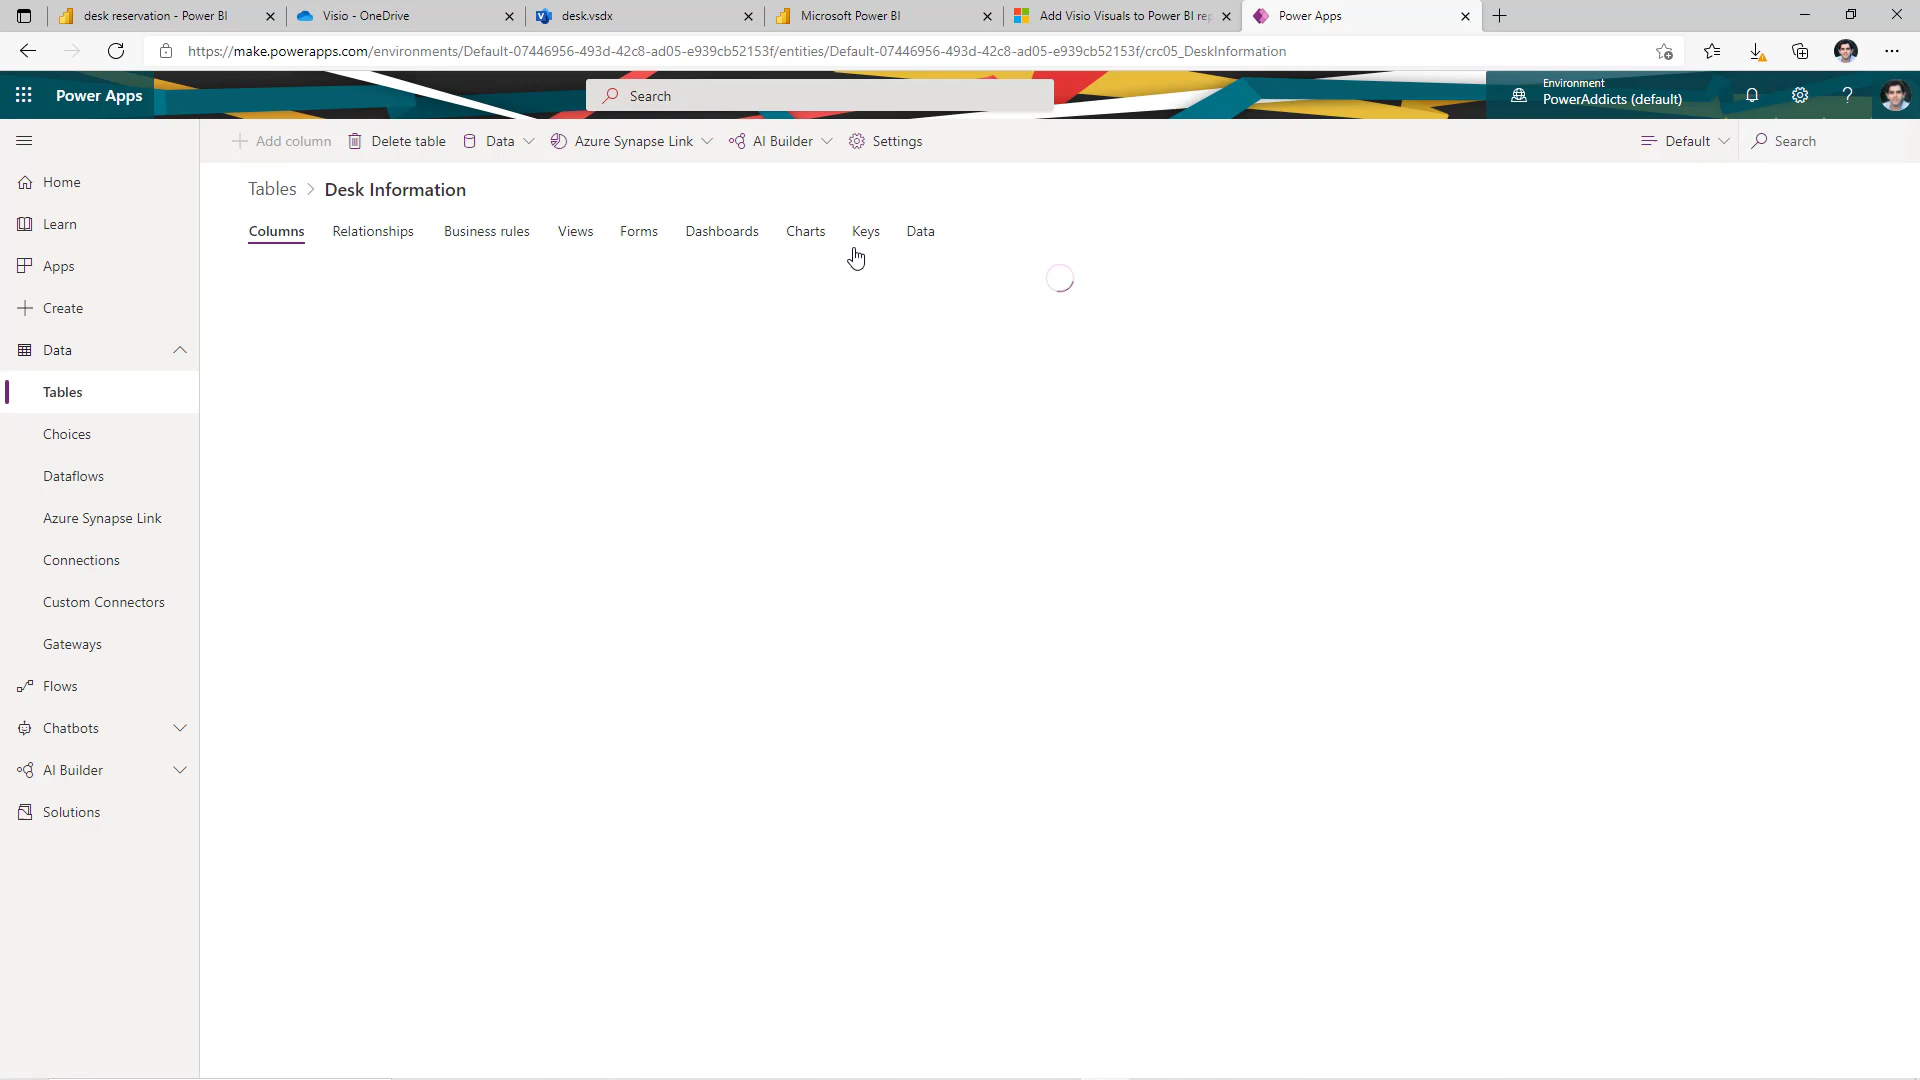 desk reservation - Power BI
Visio - OneDrive
desk.vsdx
Microsoft Power BI
Add Visio Visuals to Power BI rep
Power Apps
https://make.powerapps.com/environments/Default-07446956-493d-42c8-ad05-e939cb52153f/entities/Default-07446956-493d-42c8-ad05-e939cb52153f/crc05_DeskInformation
Power Apps
Search
Environment
PowerAddicts (default)
Add column
Delete table
Data
Azure Synapse Link
AI Builder
Settings
Default
Search
Home
Learn
Apps
Create
Data
Tables
Choices
Dataflows
Azure Synapse Link
Connections
Custom Connectors
Gateways
Flows
Chatbots
AI Builder
Solutions
Tables > Desk Information
Columns Relationships Business rules Views Forms Dashboards Charts Keys Data